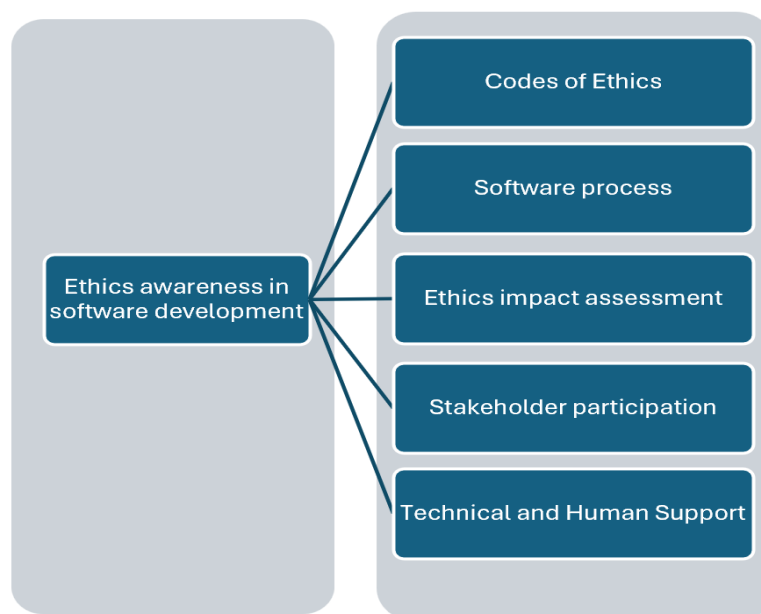 Codes of Ethics
Software process
Ethics awareness in
software development
Ethics impact assessment
Stakeholder participation
Technical and Human Support